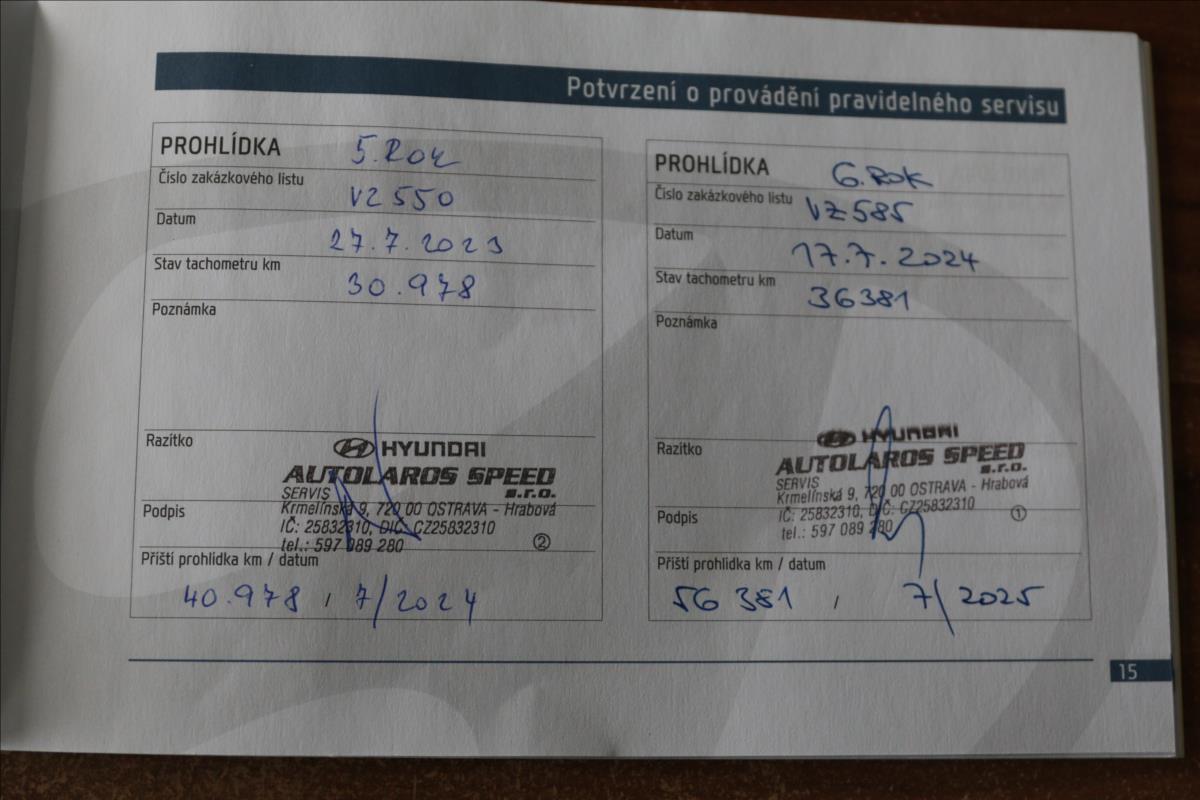 Potvrzení o provádění pravidelného servisu
PROHLÍDKA 5. ROK
Číslo zakázkového listu VZ 550
Datum 27.7.2023
Stav tachometru km 30.978
Poznámka
Razítko
HYUNDAI
AUTOLAROS SPEED
s.r.o.
SERVIS
Krmelínská 9, 720 00 OSTRAVA - Hrabová
Podpis
IČ: 25832310, DIČ: CZ25832310
tel.: 597 089 280 2
Příští prohlídka km / datum
40.978 / 7/2024
PROHLÍDKA 6. ROK
Číslo zakázkového listu VZ585
Datum 17.7.2024
Stav tachometru km 36381
Poznámka
Razítko
HYUNDAI
AUTOLAROS SPEED
s.r.o.
SERVIS
Krmelínská 9, 720 00 OSTRAVA - Hrabová
Podpis
IČ: 25832310, DIČ: CZ25832310 1
tel.: 597 089 280
Příští prohlídka km / datum
56 381 / 7/2025
15